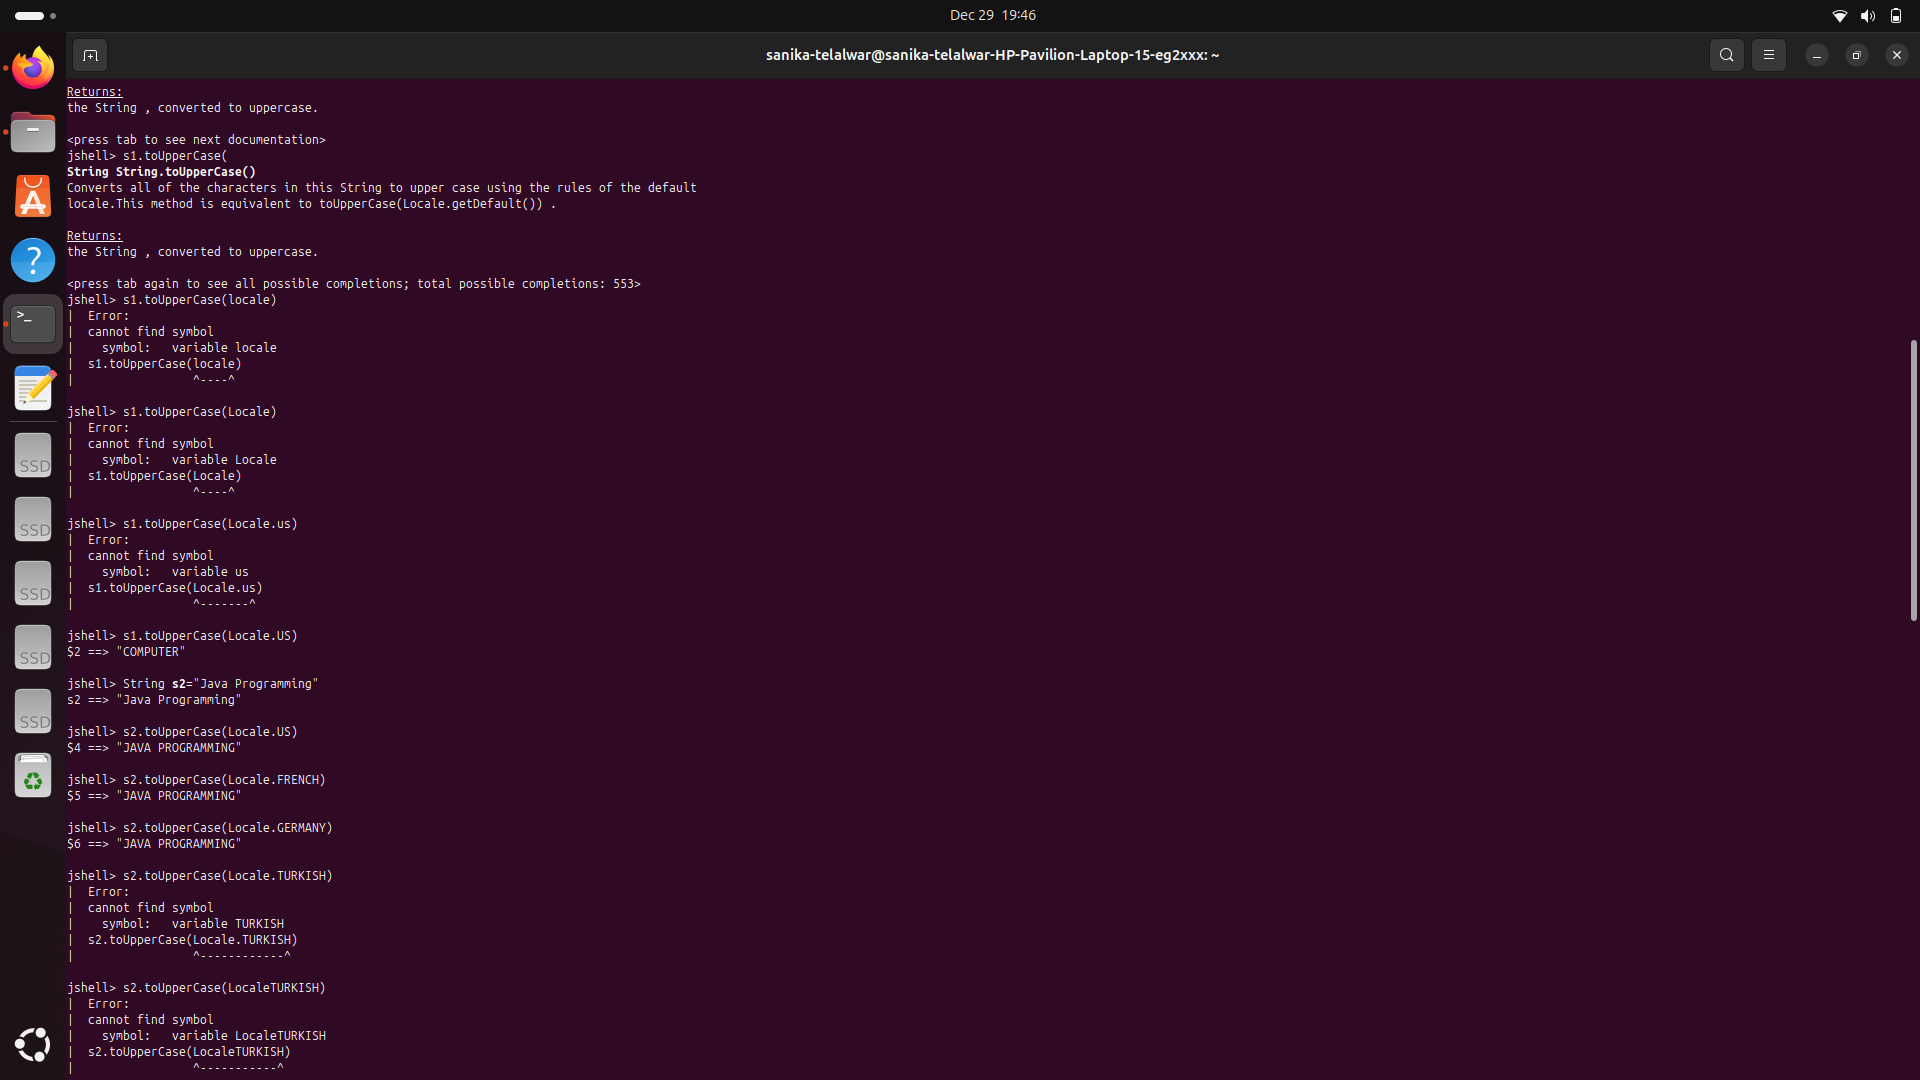 Dec 29 19:46
sanika-telalwar@sanika-telalwar-HP-Pavilion-Laptop-15-eg2xxx: ~
Returns:
the String , converted to uppercase.
<press tab to see next documentation>
jshell> s1.toUpperCase(
String String.toUpperCase()
Converts all of the characters in this String to upper case using the rules of the default
locale.This method is equivalent to toUpperCase(Locale.getDefault()) .
Returns:
the String , converted to uppercase.
<press tab again to see all possible completions; total possible completions: 553>
jshell> s1.toUpperCase(locale)
|  Error:
|  cannot find symbol
|    symbol:   variable locale
|  s1.toUpperCase(locale)
|                 ^----^
jshell> s1.toUpperCase(Locale)
|  Error:
|  cannot find symbol
|    symbol:   variable Locale
|  s1.toUpperCase(Locale)
|                 ^----^
jshell> s1.toUpperCase(Locale.us)
|  Error:
|  cannot find symbol
|    symbol:   variable us
|  s1.toUpperCase(Locale.us)
|                 ^-------^
jshell> s1.toUpperCase(Locale.US)
$2 ==> "COMPUTER"
jshell> String s2="Java Programming"
s2 ==> "Java Programming"
jshell> s2.toUpperCase(Locale.US)
$4 ==> "JAVA PROGRAMMING"
jshell> s2.toUpperCase(Locale.FRENCH)
$5 ==> "JAVA PROGRAMMING"
jshell> s2.toUpperCase(Locale.GERMANY)
$6 ==> "JAVA PROGRAMMING"
jshell> s2.toUpperCase(Locale.TURKISH)
|  Error:
|  cannot find symbol
|    symbol:   variable TURKISH
|  s2.toUpperCase(Locale.TURKISH)
|                 ^------------^
jshell> s2.toUpperCase(LocaleTURKISH)
|  Error:
|  cannot find symbol
|    symbol:   variable LocaleTURKISH
|  s2.toUpperCase(LocaleTURKISH)
|                 ^-----------^
A
?
>_
SSD
SSD
SSD
SSD
SSD